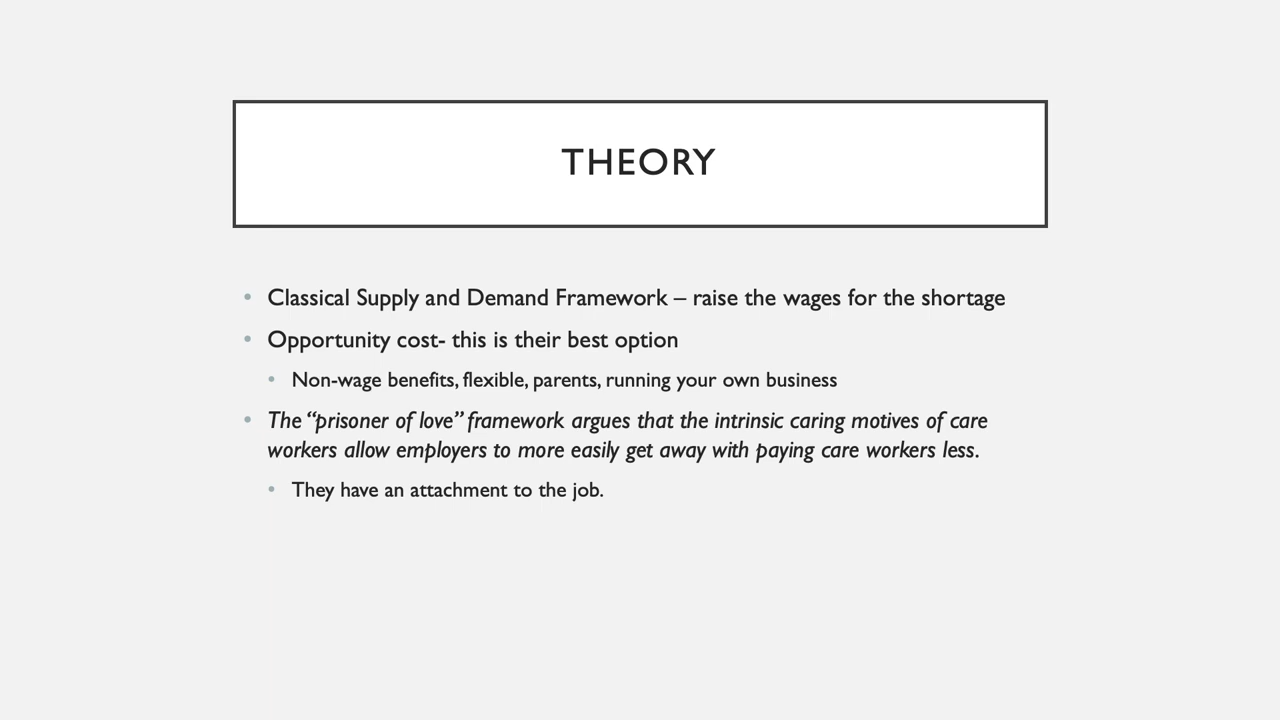 THEORY
• Classical Supply and Demand Framework – raise the wages for the shortage
• Opportunity cost- this is their best option
• Non-wage benefits, flexible, parents, running your own business
• The “prisoner of love” framework argues that the intrinsic caring motives of care
workers allow employers to more easily get away with paying care workers less.
• They have an attachment to the job.